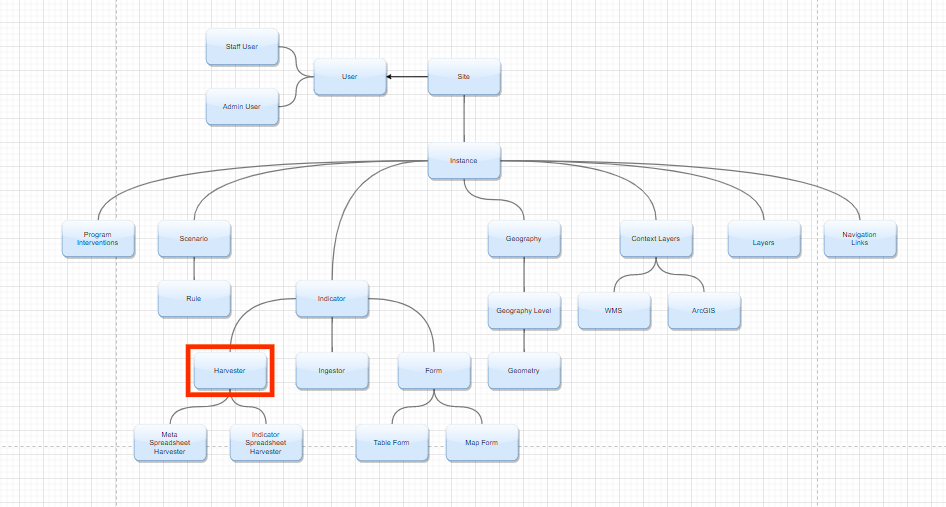 Staff User
User
Site
Admin User
Instance
Program
Interventions
Scenario
Geography
Context Layers
Layers
Navigation
Links
Rule
Indicator
Geography Level
WMS
ArcGIS
Harvester
Ingestor
Form
Geometry
Meta
Spreadsheet
Harvester
Indicator
Spreadsheet
Harvester
Table Form
Map Form